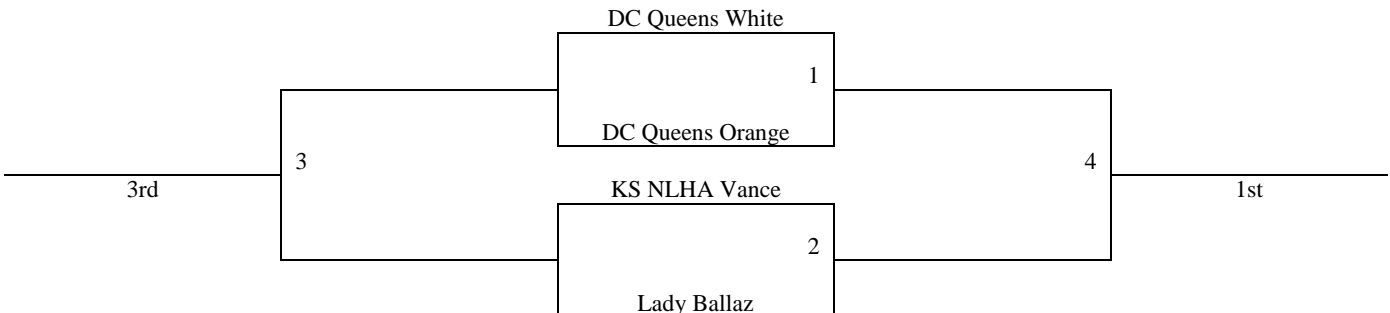 DC Queens White
1
DC Queens Orange
3
4
3rd
KS NLHA Vance
1st
2
Lady Ballaz